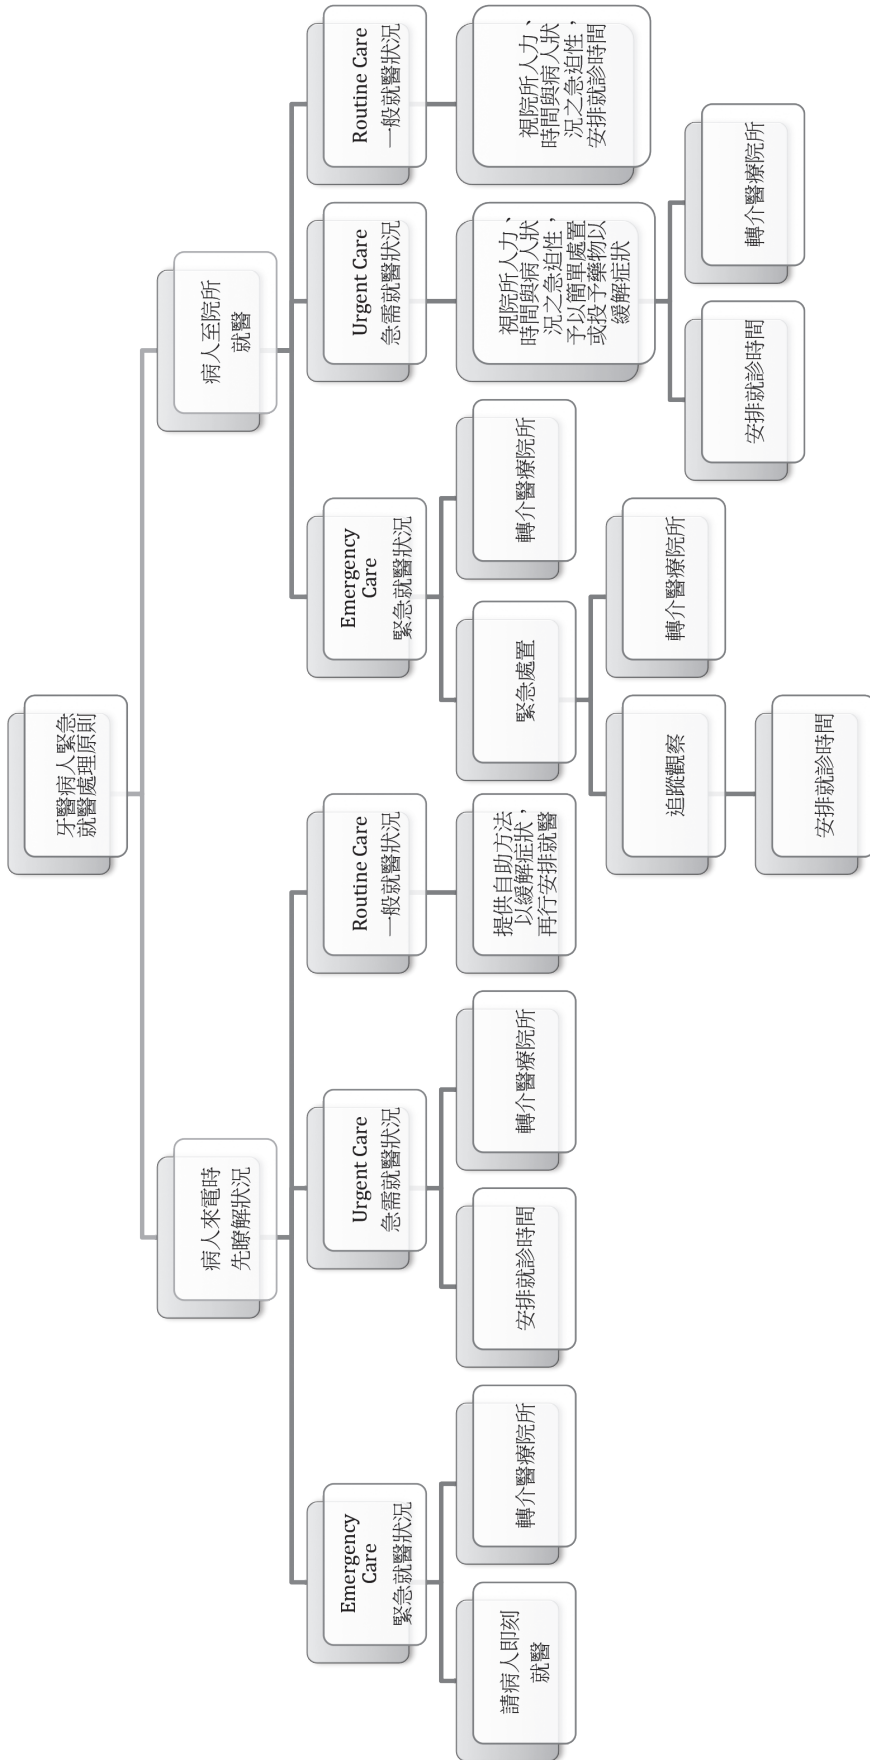 牙醫病人緊急
就醫處理原則
病人來電時
先瞭解狀況
病人至院所
就醫
Emergency
Care
緊急就醫狀況
Urgent Care
急需就醫狀況
Routine Care
一般就醫狀況
Emergency
Care
緊急就醫狀況
Urgent Care
急需就醫狀況
Routine Care
一般就醫狀況
請病人即刻
就醫
轉介醫療院所
安排就診時間
轉介醫療院所
提供自助方法
以緩解症狀，
再行安排就醫
緊急處置
轉介醫療院所
視院所人力、
時間與病人狀
況之急迫性，
予以簡單處置
或投予藥物以
緩解症狀
視院所人力、
時間與病人狀
況之急迫性，
安排就診時間
追蹤觀察
轉介醫療院所
安排就診時間
轉介醫療院所
安排就診時間